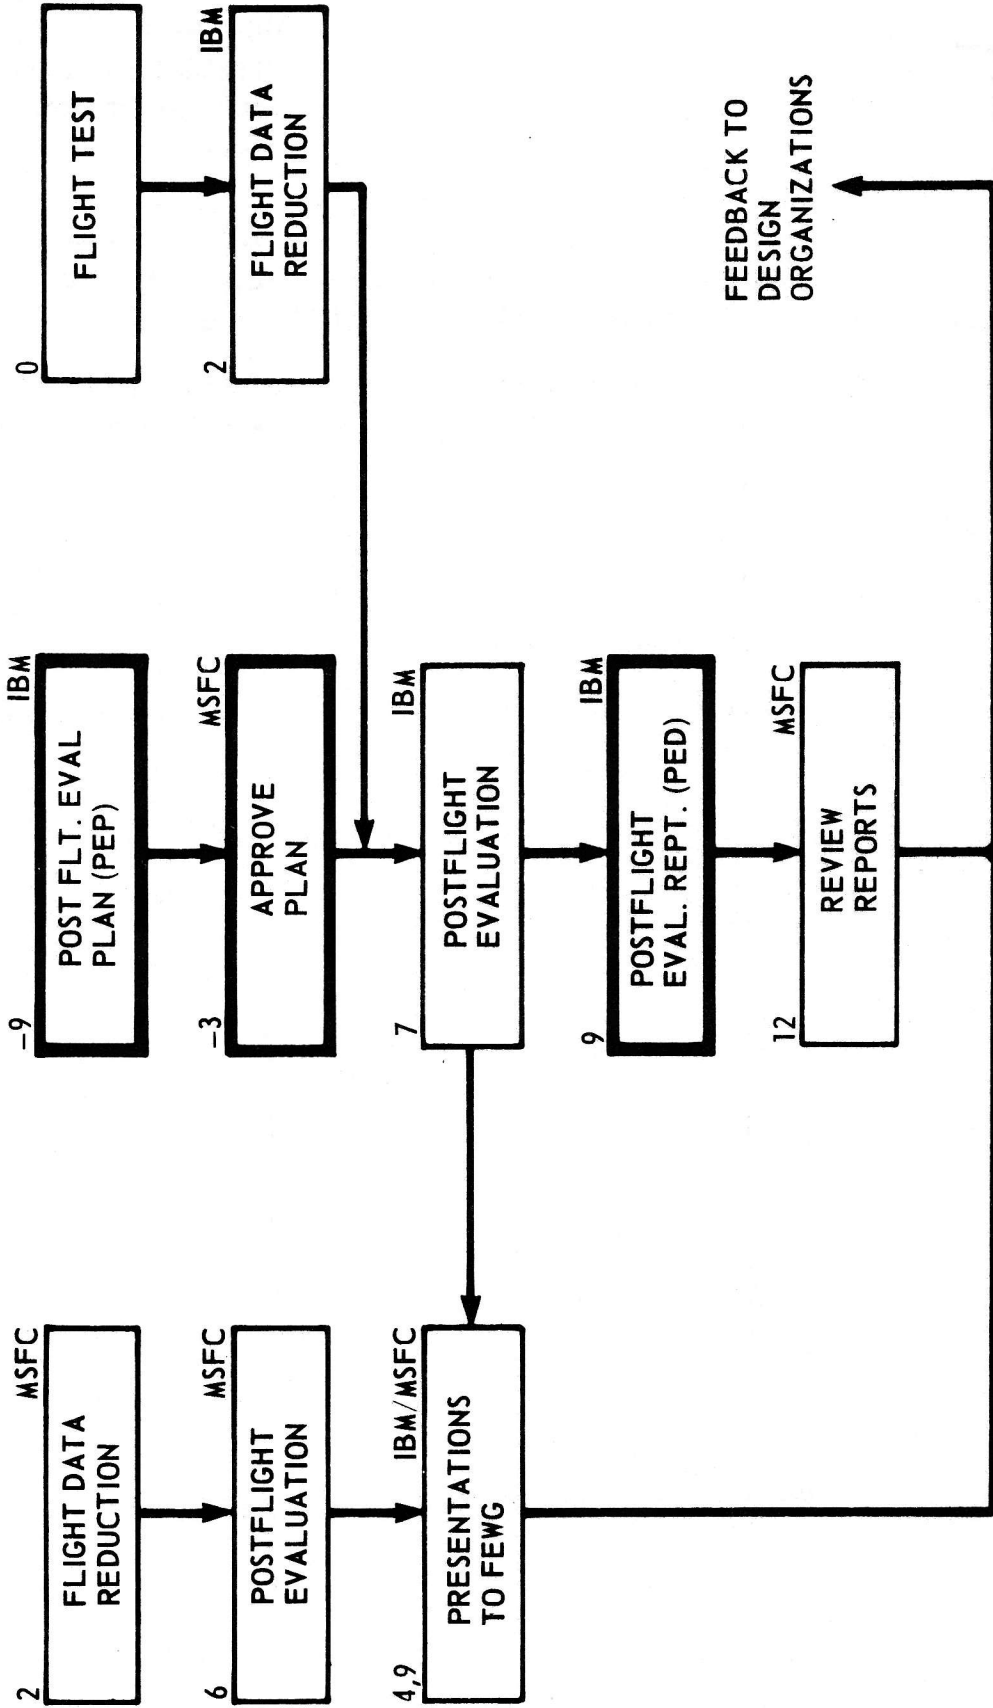 2
MSFC
FLIGHT DATA
REDUCTION
6
MSFC
POSTFLIGHT
EVALUATION
4,9
IBM/MSFC
PRESENTATIONS
TO FEWG
-9
IBM
POST FLT. EVAL
PLAN (PEP)
-3
MSFC
APPROVE
PLAN
7
IBM
POSTFLIGHT
EVALUATION
9
IBM
POSTFLIGHT
EVAL. REPT. (PED)
12
MSFC
REVIEW
REPORTS
0
FLIGHT TEST
2
IBM
FLIGHT DATA
REDUCTION
FEEDBACK TO
DESIGN
ORGANIZATIONS